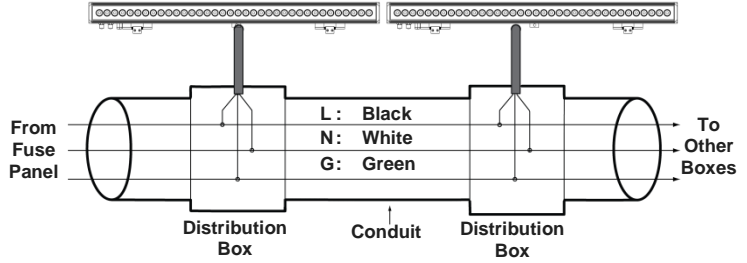 From
Fuse
Panel
L : Black
N : White
G: Green
To
Other
Boxes
Distribution
Box
Conduit
Distribution
Box